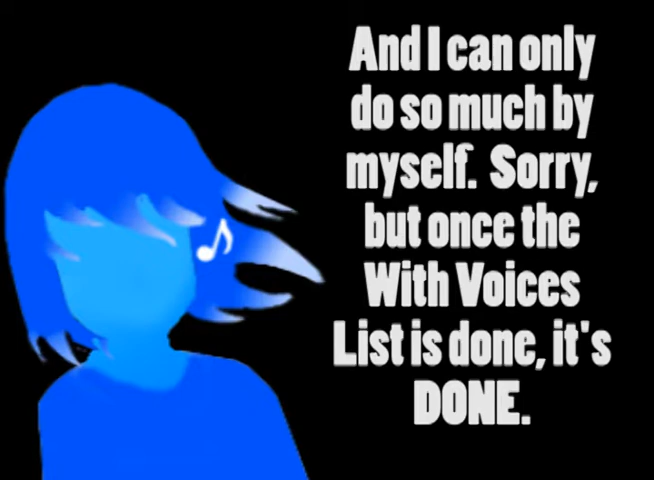 And I can only
do so much by
myself. Sorry,
but once the
With Voices
List is done, it's
DONE.